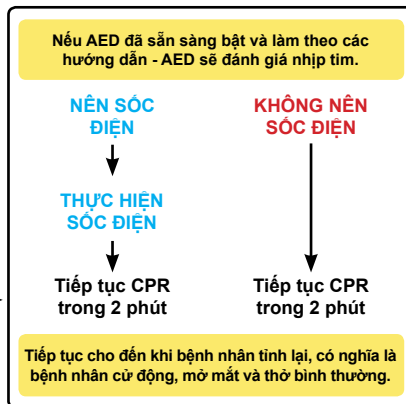 Nếu AED đã sẵn sàng bật và làm theo các
hướng dẫn - AED sẽ đánh giá nhịp tim.
NÊN SỐC
ĐIỆN
THỰC HIỆN
SỐC ĐIỆN
Tiếp tục CPR
trong 2 phút
KHÔNG NÊN
SỐC ĐIỆN
Tiếp tục CPR
trong 2 phút
Tiếp tục cho đến khi bệnh nhân tỉnh lại, có nghĩa là
bệnh nhân cử động, mở mắt và thở bình thường.